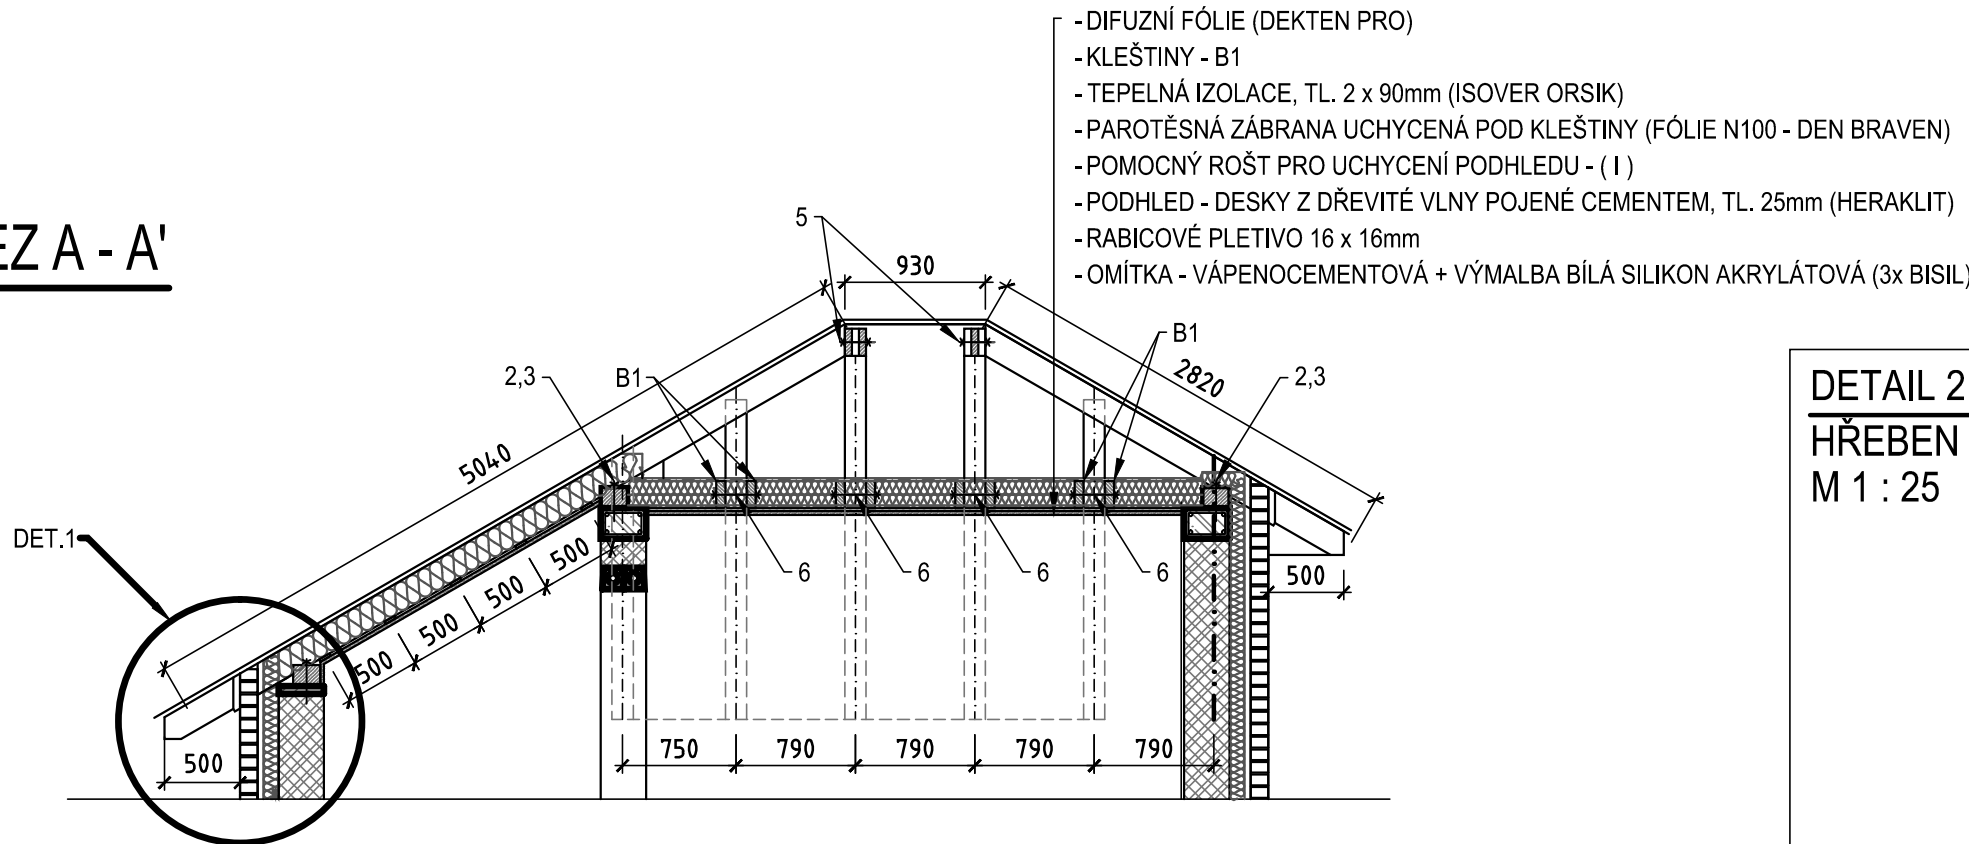 -DIFUZNÍ FÓLIE (DEKTEN PRO)
-KLEŠTINY - B1
-TEPELNÁ IZOLACE, TL. 2 x 90mm (ISOVER ORSIK)
-PAROTĚSNÁ ZÁBRANA UCHYCENÁ POD KLEŠTINY (FÓLIE N100 - DEN BRAVEN)
-POMOCNÝ ROŠT PRO UCHYCENÍ PODHLEDU - ( I )
-PODHLED - DESKY Z DŘEVITÉ VLNY POJENÉ CEMENTEM, TL. 25mm (HERAKLIT)
-RABICOVÉ PLETIVO 16 x 16mm
-OMÍTKA - VÁPENOCEMENTOVÁ + VÝMALBA BÍLÁ SILIKON AKRYLÁTOVÁ (3x BISIL)
EZ A - A'
5
930
B1
2,3
B1
2820
2,3
5040
DETAIL 2
HŘEBEN
M 1 : 25
DET.1
500
500
500
500
6
6
6
6
500
500
750
790
790
790
790